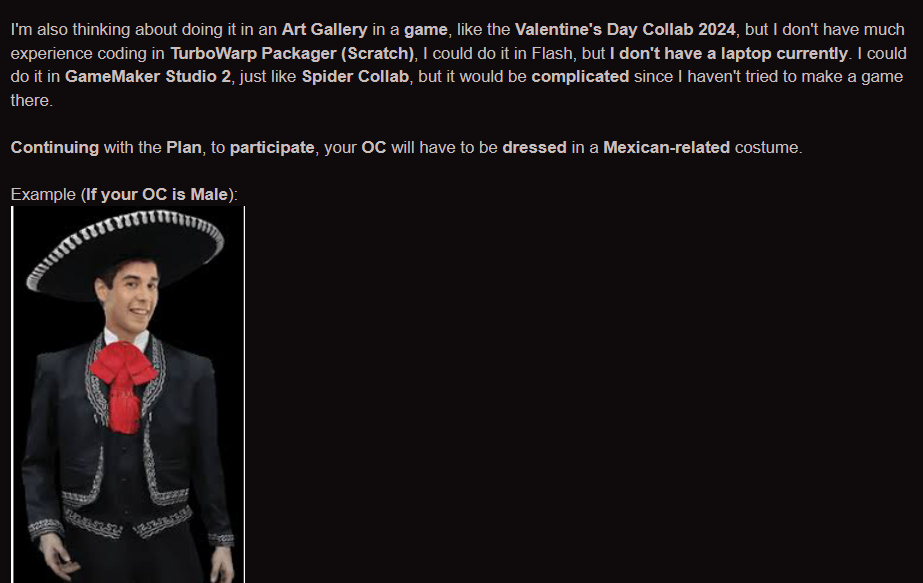 I'm also thinking about doing it in an Art Gallery in a game, like the Valentine's Day Collab 2024, but I don't have much
experience coding in TurboWarp Packager (Scratch), I could do it in Flash, but I don't have a laptop currently. I could
do it in GameMaker Studio 2, just like Spider Collab, but it would be complicated since I haven't tried to make a game
there.
Continuing with the Plan, to participate, your OC will have to be dressed in a Mexican-related costume.
Example (If your OC is Male):